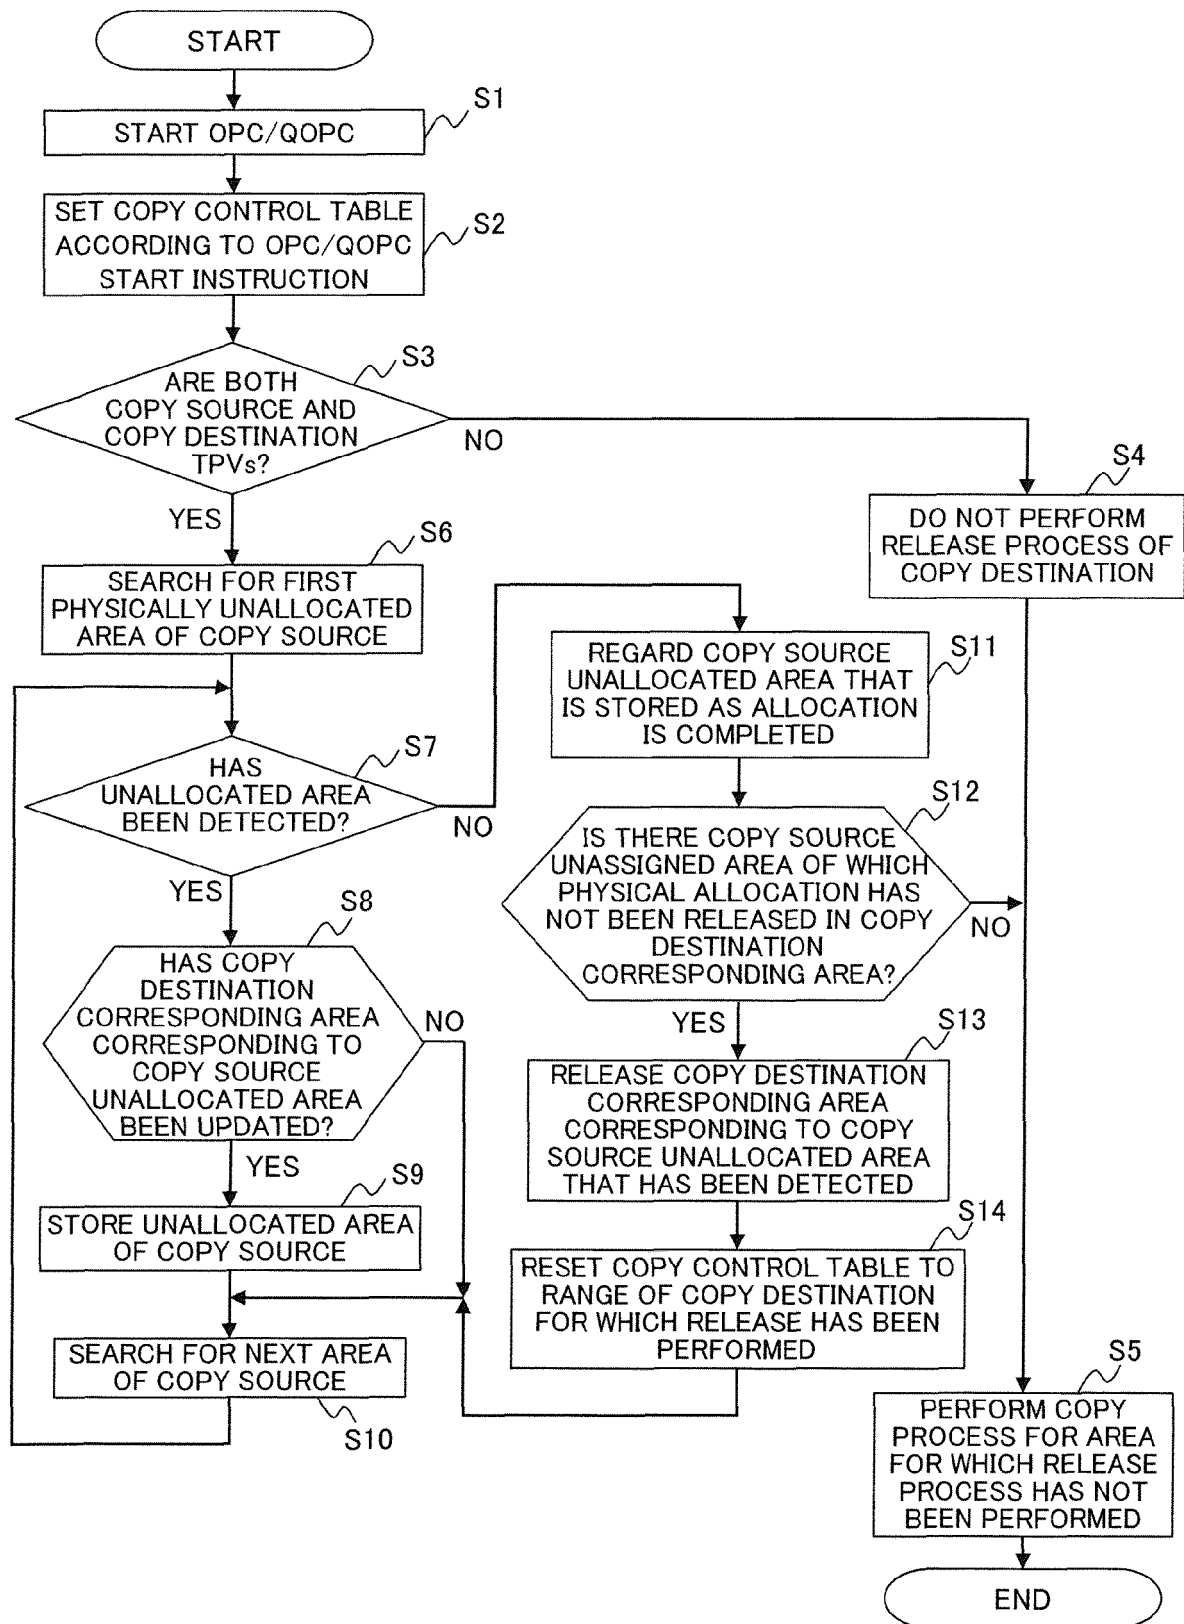 START
S1
START OPC/QOPC
SET COPY CONTROL TABLE
ACCORDING TO OPC/QOPC
START INSTRUCTION
S2
S3
ARE BOTH
COPY SOURCE AND
COPY DESTINATION
TPVs?
NO
YES
S4
DO NOT PERFORM
RELEASE PROCESS OF
COPY DESTINATION
S6
SEARCH FOR FIRST
PHYSICALLY UNALLOCATED
AREA OF COPY SOURCE
S7
HAS
UNALLOCATED AREA
BEEN DETECTED?
NO
YES
S11
REGARD COPY SOURCE
UNALLOCATED AREA THAT
IS STORED AS ALLOCATION
IS COMPLETED
S12
IS THERE COPY SOURCE
UNASSIGNED AREA OF WHICH
PHYSICAL ALLOCATION HAS
NOT BEEN RELEASED IN COPY
DESTINATION
CORRESPONDING AREA?
NO
YES
S8
HAS COPY
DESTINATION
CORRESPONDING AREA
CORRESPONDING TO
COPY SOURCE
UNALLOCATED AREA
BEEN UPDATED?
NO
YES
S9
STORE UNALLOCATED AREA
OF COPY SOURCE
SEARCH FOR NEXT AREA
OF COPY SOURCE
S10
S13
RELEASE COPY DESTINATION
CORRESPONDING AREA
CORRESPONDING TO COPY
SOURCE UNALLOCATED AREA
THAT HAS BEEN DETECTED
S14
RESET COPY CONTROL TABLE TO
RANGE OF COPY DESTINATION
FOR WHICH RELEASE HAS BEEN
PERFORMED
S5
PERFORM COPY
PROCESS FOR AREA
FOR WHICH RELEASE
PROCESS HAS NOT
BEEN PERFORMED
END